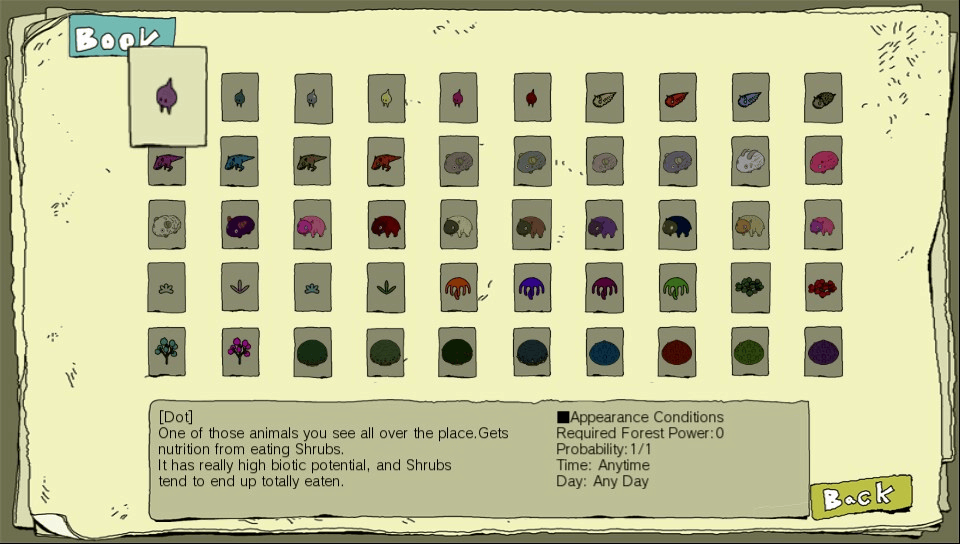 Book
[Dot]
One of those animals you see all over the place.Gets
nutrition from eating Shrubs.
It has really high biotic potential, and Shrubs
tend to end up totally eaten.
■Appearance Conditions
Required Forest Power:0
Probability:1/1
Time: Anytime
Day: Any Day
Back